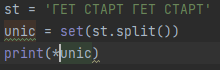 st = 'ГЕТ СТАРТ ГЕТ СТАРТ'
unic = set(st.split())
print(*unic)